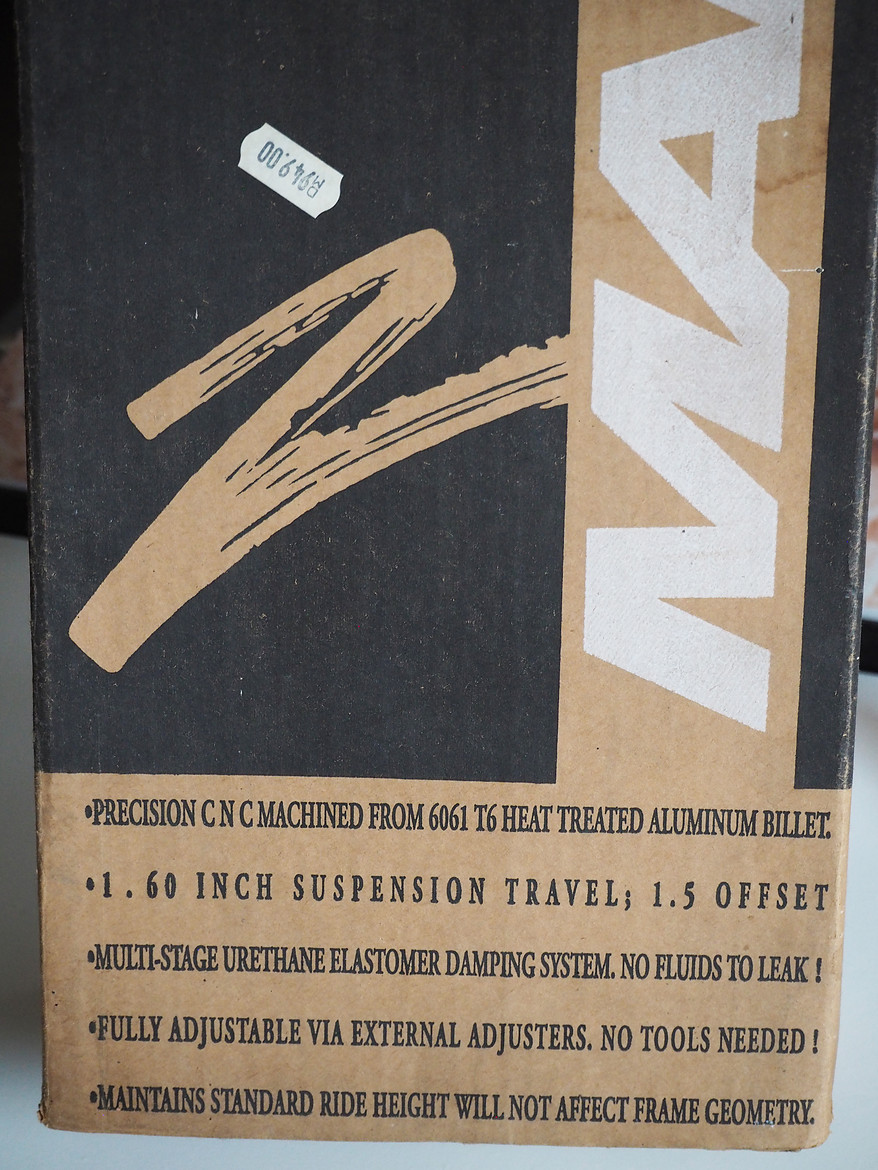 949.00
Z
MA
•PRECISION C N C MACHINED FROM 6061 T6 HEAT TREATED ALUMINUM BILLET.
•1.60 INCH SUSPENSION TRAVEL; 1.5 OFFSET
•MULTI-STAGE URETHANE ELASTOMER DAMPING SYSTEM. NO FLUIDS TO LEAK !
•FULLY ADJUSTABLE VIA EXTERNAL ADJUSTERS. NO TOOLS NEEDED !
•MAINTAINS STANDARD RIDE HEIGHT WILL NOT AFFECT FRAME GEOMETRY.